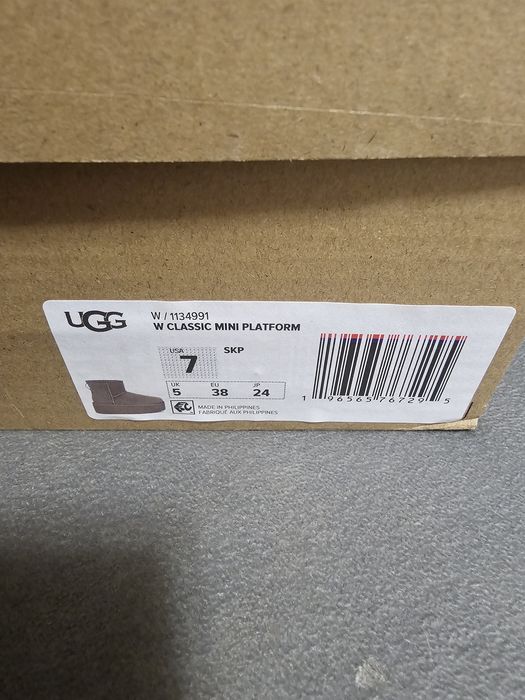 UGG
W / 1134991
W CLASSIC MINI PLATFORM
USA
7
SKP
UK EU JP
5 38 24
MADE IN PHILIPPINES
FABRIQUÉ AUX PHILIPPINES
1 96565 76729 5